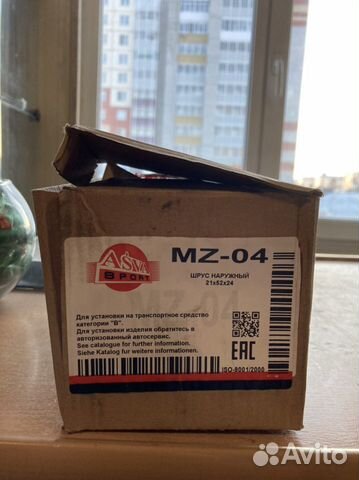 ASVA
SPORT
MZ-04
ШРУС НАРУЖНЫЙ
21x52x24
Для установки на транспортное средство
категории "B".
Для установки изделия обратитесь в
авторизованный автосервис.
See catalogue for further information.
Siehe Katalog fur weitere informationen.
EAC
ISO-9001/2000
Avito